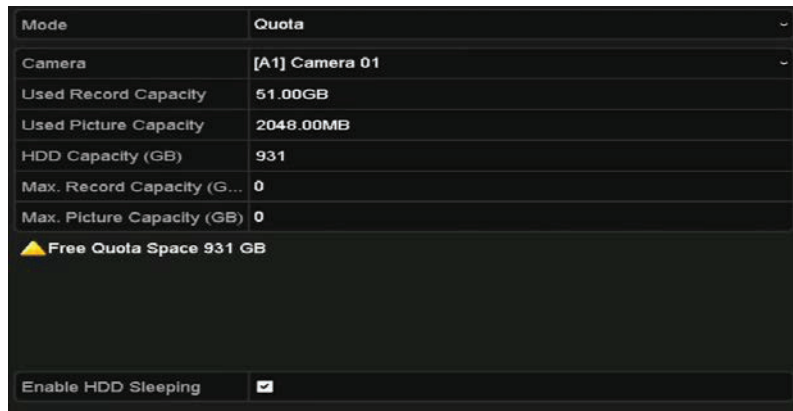 Mode Quota
Camera [A1] Camera 01
Used Record Capacity 51.00GB
Used Picture Capacity 2048.00MB
HDD Capacity (GB) 931
Max. Record Capacity (G... 0
Max. Picture Capacity (GB) 0
Free Quota Space 931 GB
Enable HDD Sleeping